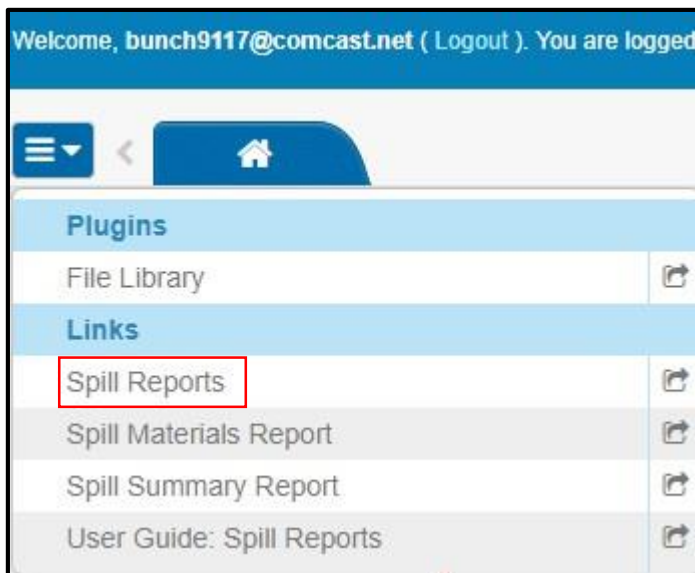 Welcome, bunch9117@comcast.net ( Logout ). You are logged
Plugins
File Library
Links
Spill Reports
Spill Materials Report
Spill Summary Report
User Guide: Spill Reports